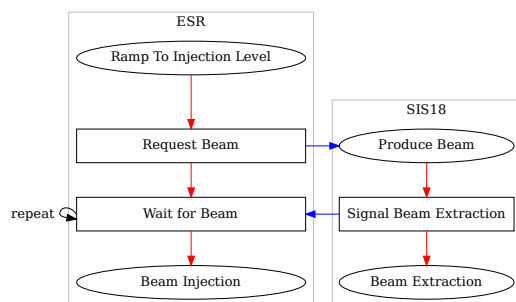 ESR
Ramp To Injection Level
SIS18
Request Beam
Produce Beam
repeat
Wait for Beam
Signal Beam Extraction
Beam Injection
Beam Extraction